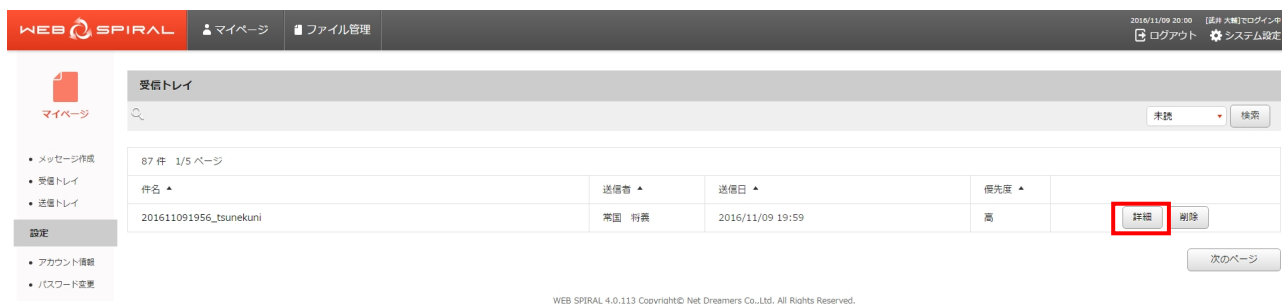 WEB SPIRAL マイページ ファイル管理
2016/11/09 20:00 [武井 大輔]でログイン中
ログアウト システム設定
マイページ
• メッセージ作成
• 受信トレイ
• 送信トレイ
設定
• アカウント情報
• パスワード変更
受信トレイ
未読 ▼ 検索
87 件 1/5 ページ
件名 ▲ 送信者 ▲ 送信日 ▲ 優先度 ▲
201611091956_tsunekuni 常国 将義 2016/11/09 19:59 高 詳細 削除
次のページ
WEB SPIRAL 4.0.113 Copyright© Net Dreamers Co.,Ltd. All Rights Reserved.